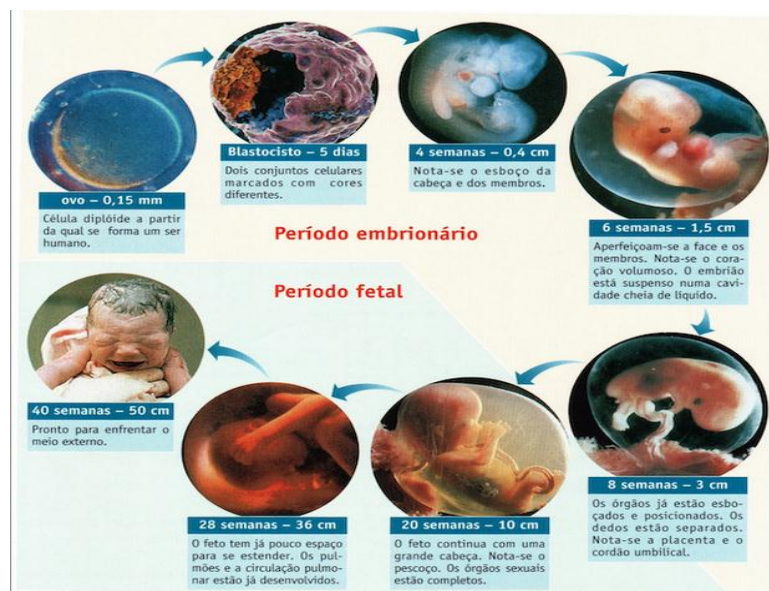 Blastocisto – 5 dias
Dois conjuntos celulares
marcados com cores
diferentes.
4 semanas – 0,4 cm
Nota-se o esboço da
cabeça e dos membros.
ovo – 0,15 mm
Célula diplóide a partir
da qual se forma um ser
humano.
6 semanas – 1,5 cm
Aperfeiçoam-se a face e os
membros. Nota-se o cora-
ção volumoso. O embrião
está suspenso numa cavi-
dade cheia de líquido.
Período embrionário
Período fetal
40 semanas – 50 cm
Pronto para enfrentar o
meio externo.
28 semanas – 36 cm
O feto tem já pouco espaço
para se estender. Os pul-
mões e a circulação pulmo-
nar estão já desenvolvidos.
20 semanas – 10 cm
O feto continua com uma
grande cabeça. Nota-se o
pescoço. Os órgãos sexuais
estão completos.
8 semanas – 3 cm
Os órgãos já estão esbo-
çados e posicionados. Os
dedos estão separados.
Nota-se a placenta e o
cordão umbilical.